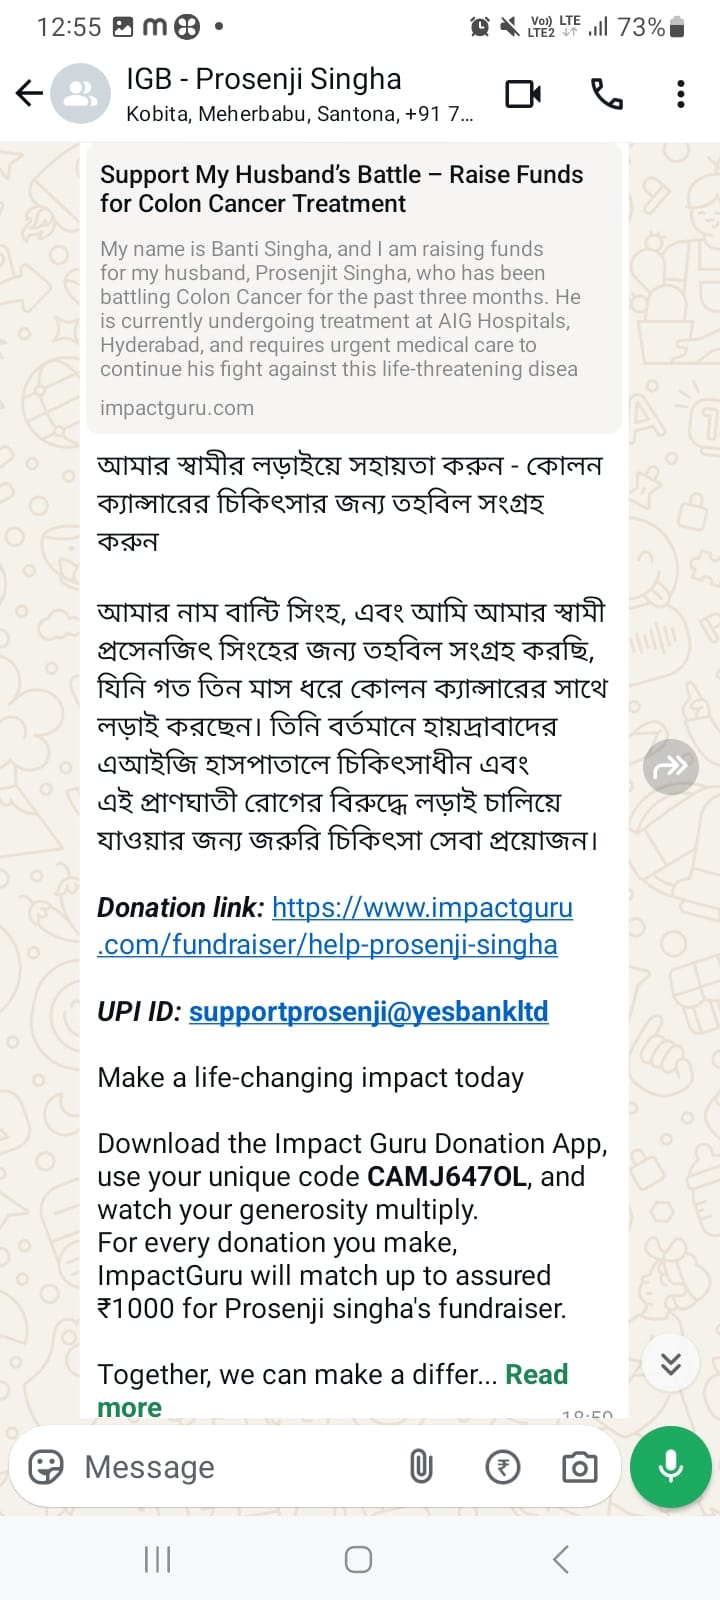 12:55
Vo)) LTE
LTE2
73%
IGB - Prosenji Singha
Kobita, Meherbabu, Santona, +91 7...
Support My Husband's Battle – Raise Funds
for Colon Cancer Treatment
My name is Banti Singha, and I am raising funds
for my husband, Prosenjit Singha, who has been
battling Colon Cancer for the past three months. He
is currently undergoing treatment at AIG Hospitals,
Hyderabad, and requires urgent medical care to
continue his fight against this life-threatening disea
impactguru.com
আমার স্বামীর লড়াইয়ে সহায়তা করুন - কোলন
ক্যান্সারের চিকিৎসার জন্য তহবিল সংগ্রহ
করুন
আমার নাম বান্টি সিংহ, এবং আমি আমার স্বামী
প্রসেনজিৎ সিংহের জন্য তহবিল সংগ্রহ করছি,
যিনি গত তিন মাস ধরে কোলন ক্যান্সারের সাথে
লড়াই করছেন। তিনি বর্তমানে হায়দ্রাবাদের
এআইজি হাসপাতালে চিকিৎসাধীন এবং
এই প্রাণঘাতী রোগের বিরুদ্ধে লড়াই চালিয়ে
যাওয়ার জন্য জরুরি চিকিৎসা সেবা প্রয়োজন।
Donation link: https://www.impactguru
.com/fundraiser/help-prosenji-singha
UPI ID: supportprosenji@yesbankltd
Make a life-changing impact today
Download the Impact Guru Donation App,
use your unique code CAMJ647OL, and
watch your generosity multiply.
For every donation you make,
ImpactGuru will match up to assured
₹1000 for Prosenji singha's fundraiser.
Together, we can make a differ... Read
more
Message